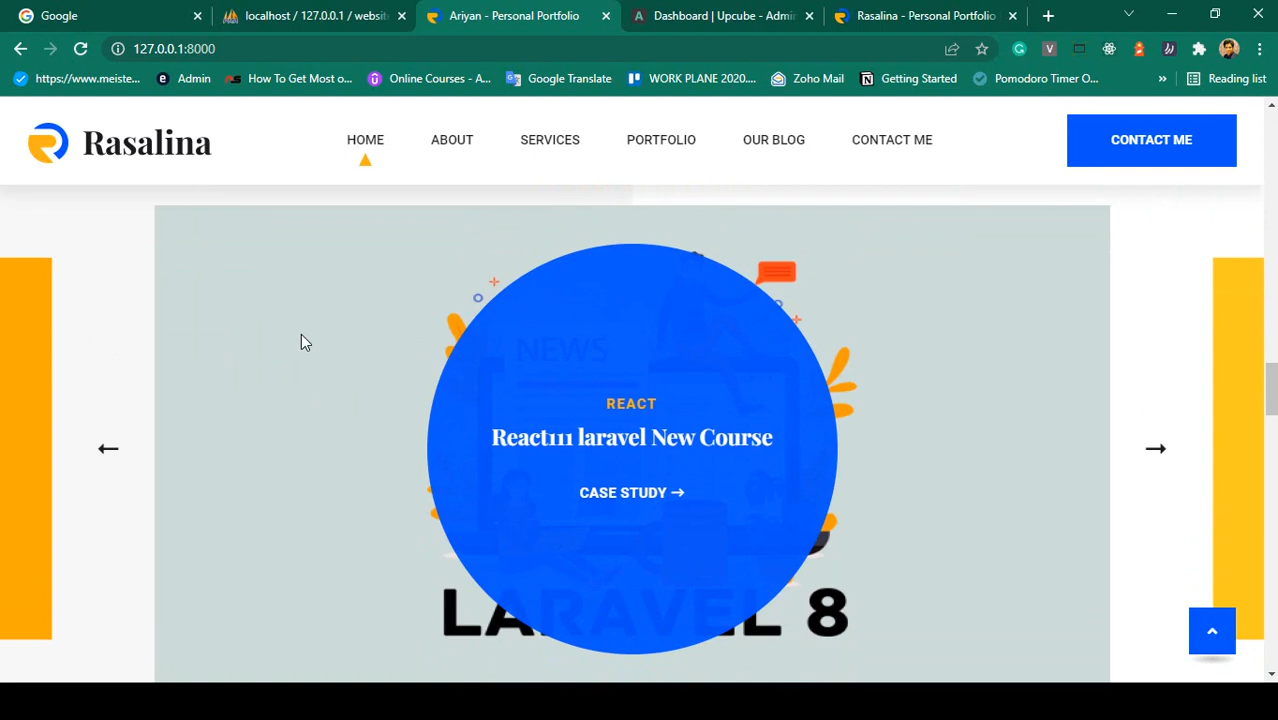 Google
localhost / 127.0.0.1 / website
Ariyan - Personal Portfolio
Dashboard | Upcube - Admin
Rasalina - Personal Portfolio
127.0.0.1:8000
https://www.meiste...
Admin
How To Get Most o...
Online Courses - A...
Google Translate
WORK PLANE 2020....
Zoho Mail
Getting Started
Pomodoro Timer O...
Reading list
Rasalina
HOME
ABOUT
SERVICES
PORTFOLIO
OUR BLOG
CONTACT ME
CONTACT ME
NEWS
REACT
React111 laravel New Course
CASE STUDY →
LARAVEL 8